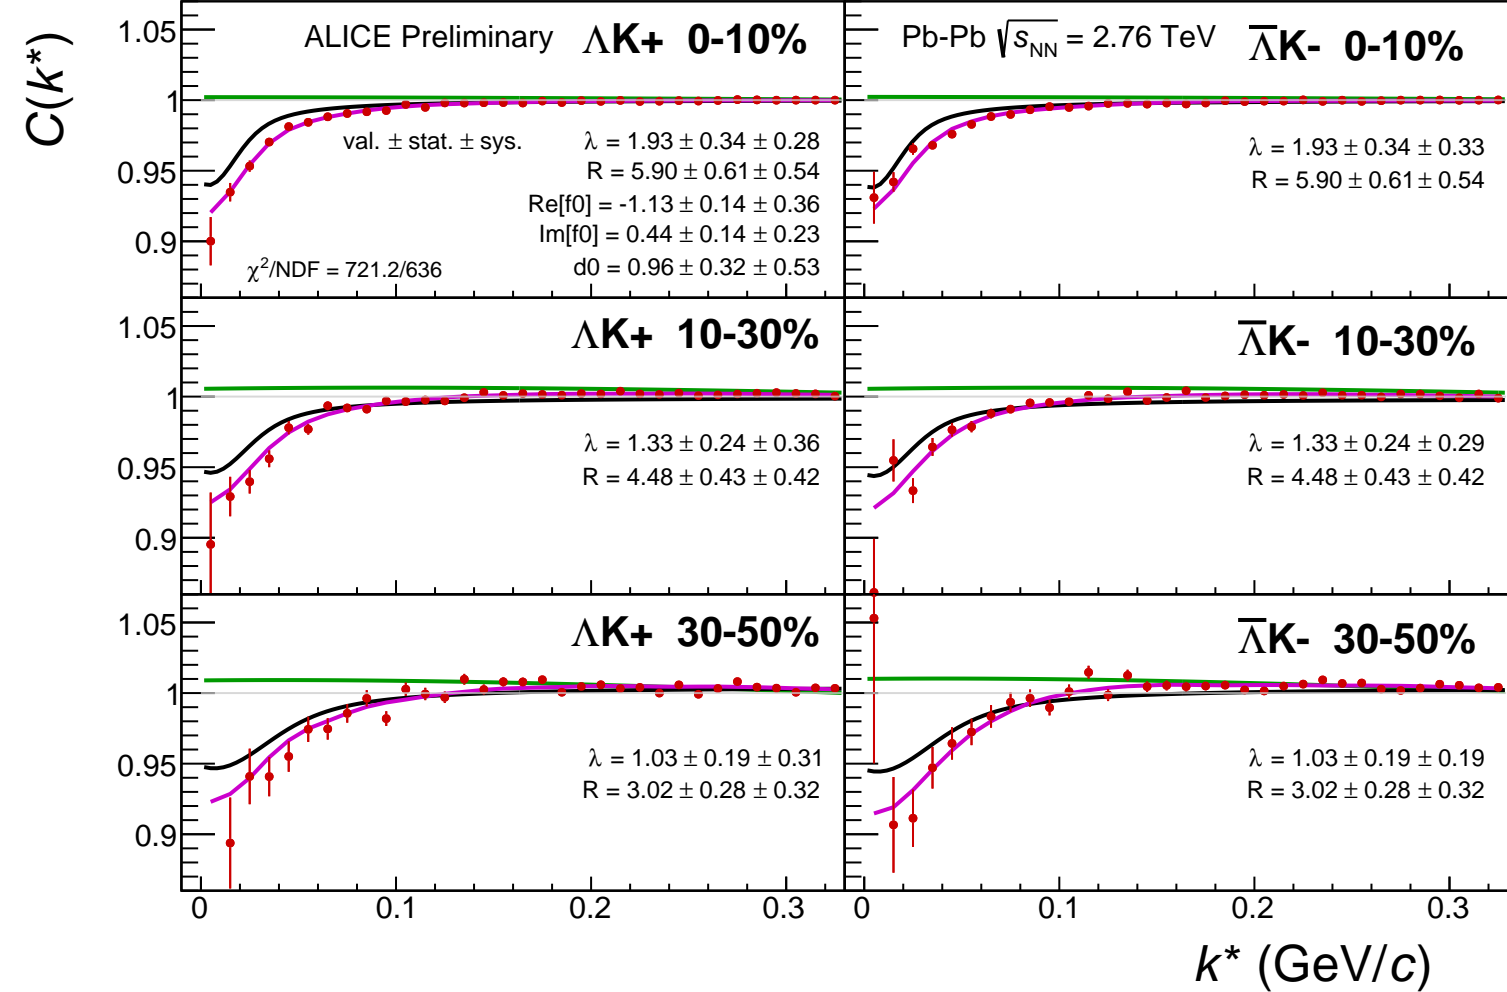 C(k*)
ALICE Preliminary ΛK+ 0-10%
1.05
1
0.95
0.9
val. ± stat. ± sys.
λ = 1.93 ± 0.34 ± 0.28
R = 5.90 ± 0.61 ± 0.54
Re[f0] = -1.13 ± 0.14 ± 0.36
Im[f0] = 0.44 ± 0.14 ± 0.23
d0 = 0.96 ± 0.32 ± 0.53
χ²/NDF = 721.2/636
Pb-Pb √s_NN = 2.76 TeV Λ̅K- 0-10%
λ = 1.93 ± 0.34 ± 0.33
R = 5.90 ± 0.61 ± 0.54
ΛK+ 10-30%
1.05
1
0.95
0.9
λ = 1.33 ± 0.24 ± 0.36
R = 4.48 ± 0.43 ± 0.42
Λ̅K- 10-30%
λ = 1.33 ± 0.24 ± 0.29
R = 4.48 ± 0.43 ± 0.42
ΛK+ 30-50%
1.05
1
0.95
0.9
λ = 1.03 ± 0.19 ± 0.31
R = 3.02 ± 0.28 ± 0.32
Λ̅K- 30-50%
λ = 1.03 ± 0.19 ± 0.19
R = 3.02 ± 0.28 ± 0.32
0 0.1 0.2 0.3
0 0.1 0.2 0.3
k* (GeV/c)